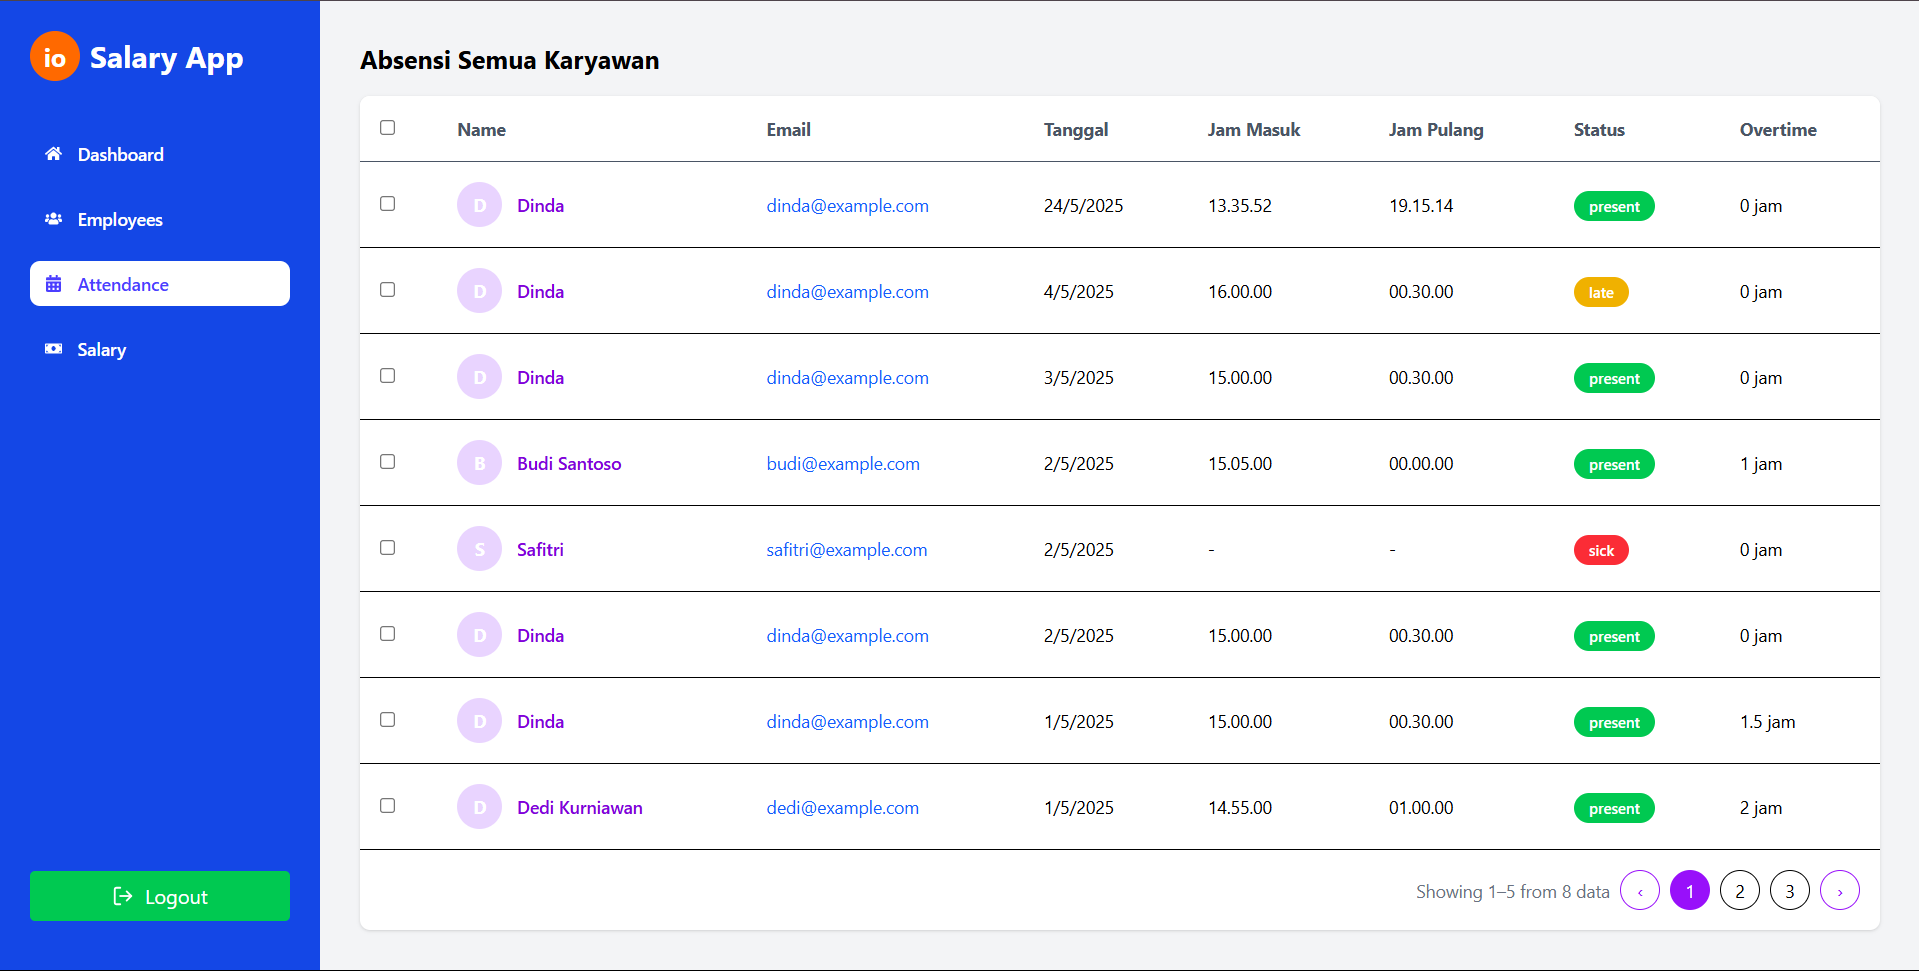 io Salary App
Dashboard
Employees
Attendance
Salary
Logout
Absensi Semua Karyawan
Name Email Tanggal Jam Masuk Jam Pulang Status Overtime
D Dinda dinda@example.com 24/5/2025 13.35.52 19.15.14 present 0 jam
D Dinda dinda@example.com 4/5/2025 16.00.00 00.30.00 late 0 jam
D Dinda dinda@example.com 3/5/2025 15.00.00 00.30.00 present 0 jam
B Budi Santoso budi@example.com 2/5/2025 15.05.00 00.00.00 present 1 jam
S Safitri safitri@example.com 2/5/2025 - - sick 0 jam
D Dinda dinda@example.com 2/5/2025 15.00.00 00.30.00 present 0 jam
D Dinda dinda@example.com 1/5/2025 15.00.00 00.30.00 present 1.5 jam
D Dedi Kurniawan dedi@example.com 1/5/2025 14.55.00 01.00.00 present 2 jam
Showing 1–5 from 8 data ‹ 1 2 3 ›